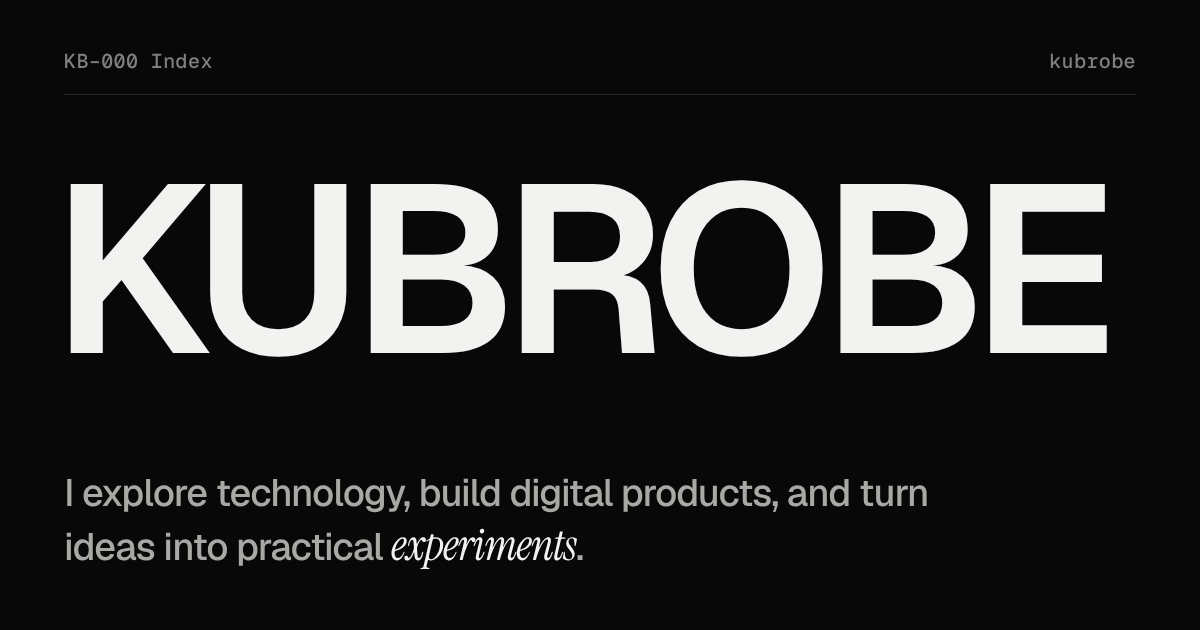 KB-000 Index
kubrobe
KUBROBE
I explore technology, build digital products, and turn
ideas into practical experiments.